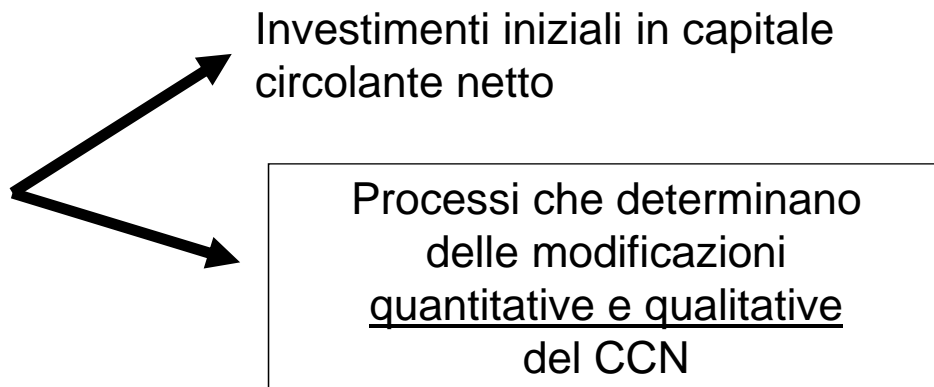 Investimenti iniziali in capitale
circolante netto
Processi che determinano
delle modificazioni
quantitative e qualitative
del CCN